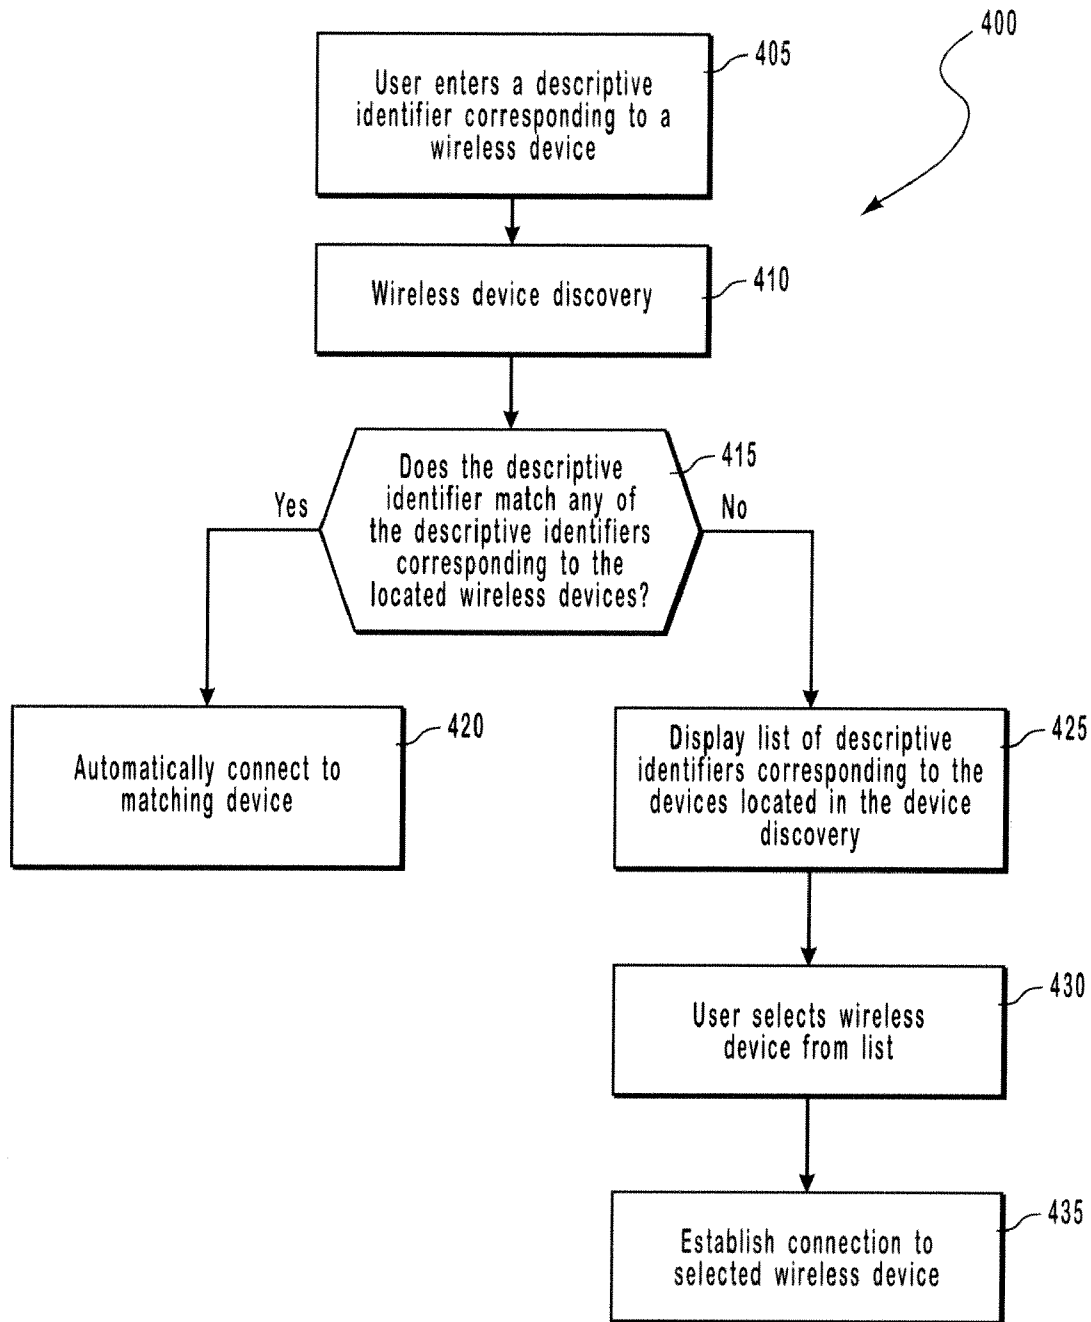 400
405
User enters a descriptive
identifier corresponding to a
wireless device
Wireless device discovery
410
Does the descriptive
identifier match any of
the descriptive identifiers
corresponding to the
located wireless devices?
415
Yes
No
420
Automatically connect to
matching device
425
Display list of descriptive
identifiers corresponding to the
devices located in the device
discovery
430
User selects wireless
device from list
435
Establish connection to
selected wireless device